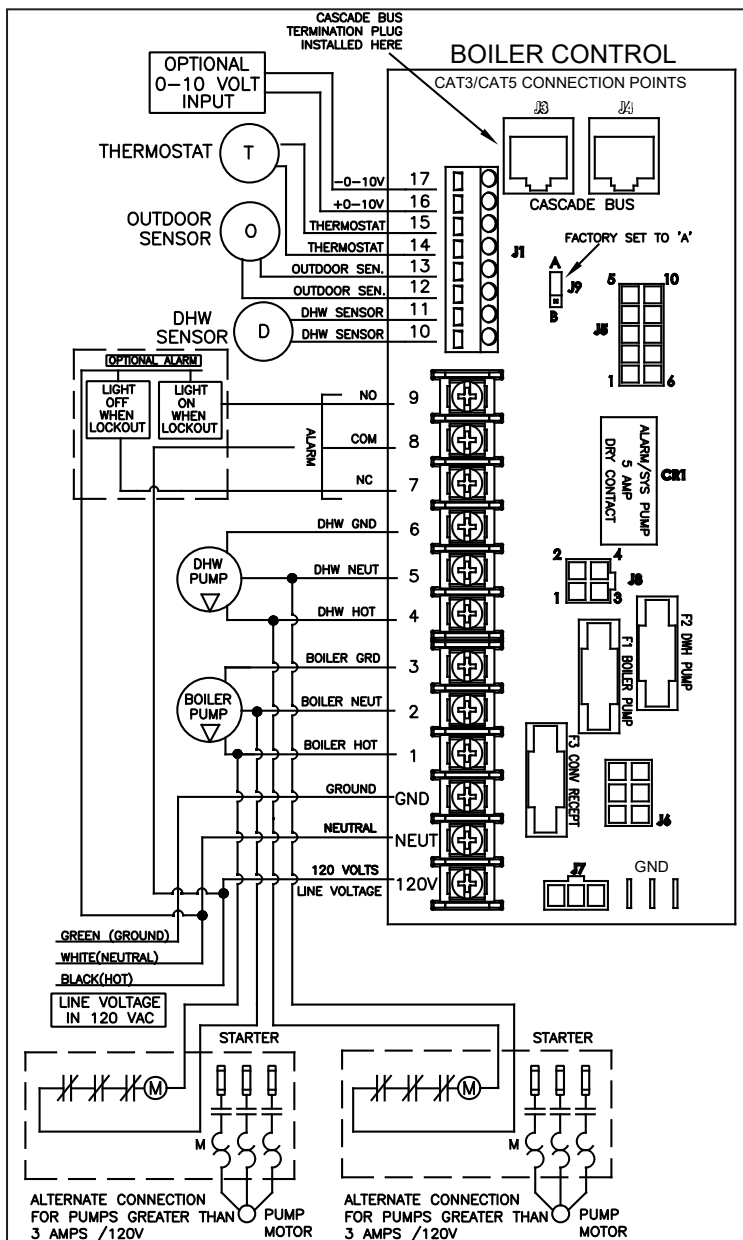 CASCADE BUS
TERMINATION PLUG
INSTALLED HERE
BOILER CONTROL
CAT3/CAT5 CONNECTION POINTS
J3
J4
CASCADE BUS
OPTIONAL
0-10 VOLT
INPUT
THERMOSTAT
T
OUTDOOR
SENSOR
O
DHW
SENSOR
D
-0-10V 17
+0-10V 16
THERMOSTAT 15
THERMOSTAT 14
OUTDOOR SEN. 13
OUTDOOR SEN. 12
DHW SENSOR 11
DHW SENSOR 10
J1
FACTORY SET TO 'A'
A
J9
B
5 10
J5
1 6
OPTIONAL ALARM
LIGHT
OFF
WHEN
LOCKOUT
LIGHT
ON
WHEN
LOCKOUT
ALARM
NO 9
COM 8
NC 7
DHW GND 6
DHW NEUT 5
DHW HOT 4
DHW
PUMP
BOILER GRD 3
BOILER NEUT 2
BOILER HOT 1
BOILER
PUMP
GROUND GND
NEUTRAL NEUT
120 VOLTS 120V
LINE VOLTAGE
ALARM/SYS PUMP
5 AMP
DRY CONTACT
CR1
2 4
J8
1 3
F2 DWH PUMP
F1 BOILER PUMP
F3 CONV RECEPT
J6
J7
GND
GREEN (GROUND)
WHITE(NEUTRAL)
BLACK(HOT)
LINE VOLTAGE
IN 120 VAC
STARTER
M
M
ALTERNATE CONNECTION
FOR PUMPS GREATER THAN
3 AMPS /120V
PUMP
MOTOR
STARTER
M
M
ALTERNATE CONNECTION
FOR PUMPS GREATER THAN
3 AMPS /120V
PUMP
MOTOR